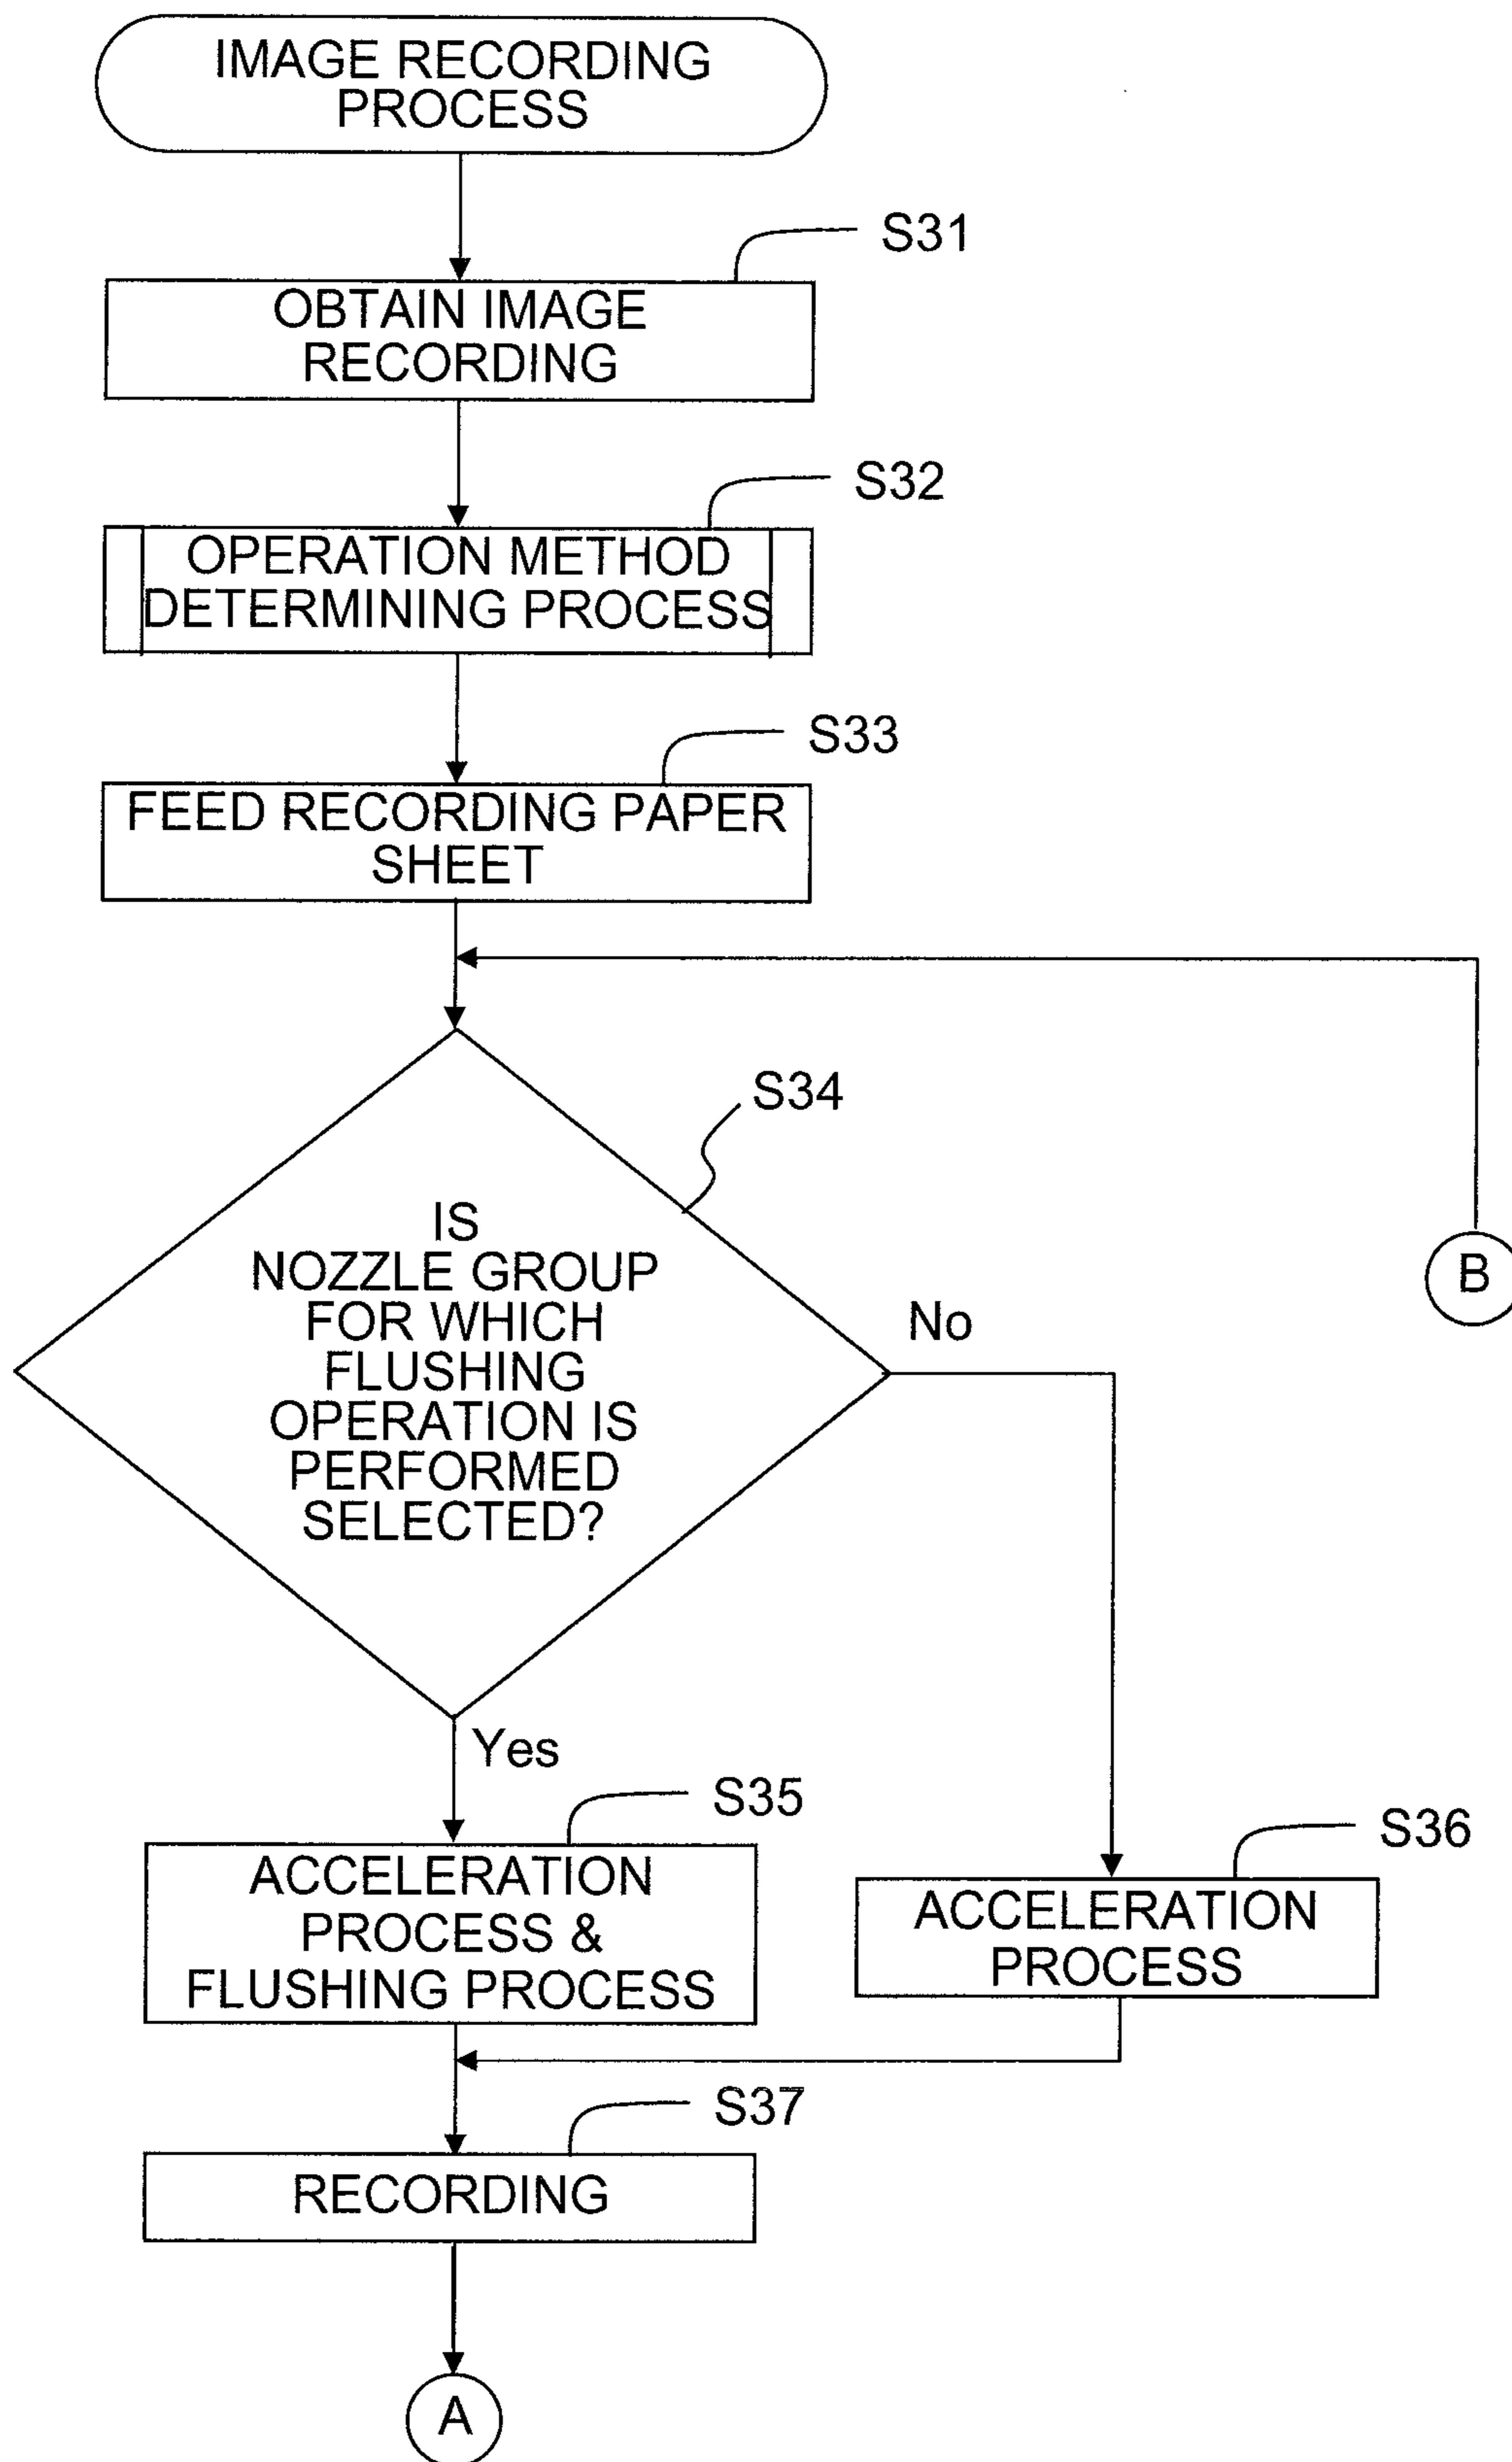 IMAGE RECORDING
PROCESS
S31
OBTAIN IMAGE
RECORDING
S32
OPERATION METHOD
DETERMINING PROCESS
S33
FEED RECORDING PAPER
SHEET
S34
IS
NOZZLE GROUP
FOR WHICH
FLUSHING
OPERATION IS
PERFORMED
SELECTED?
No
B
Yes
S35
ACCELERATION
PROCESS &
FLUSHING PROCESS
S36
ACCELERATION
PROCESS
S37
RECORDING
A